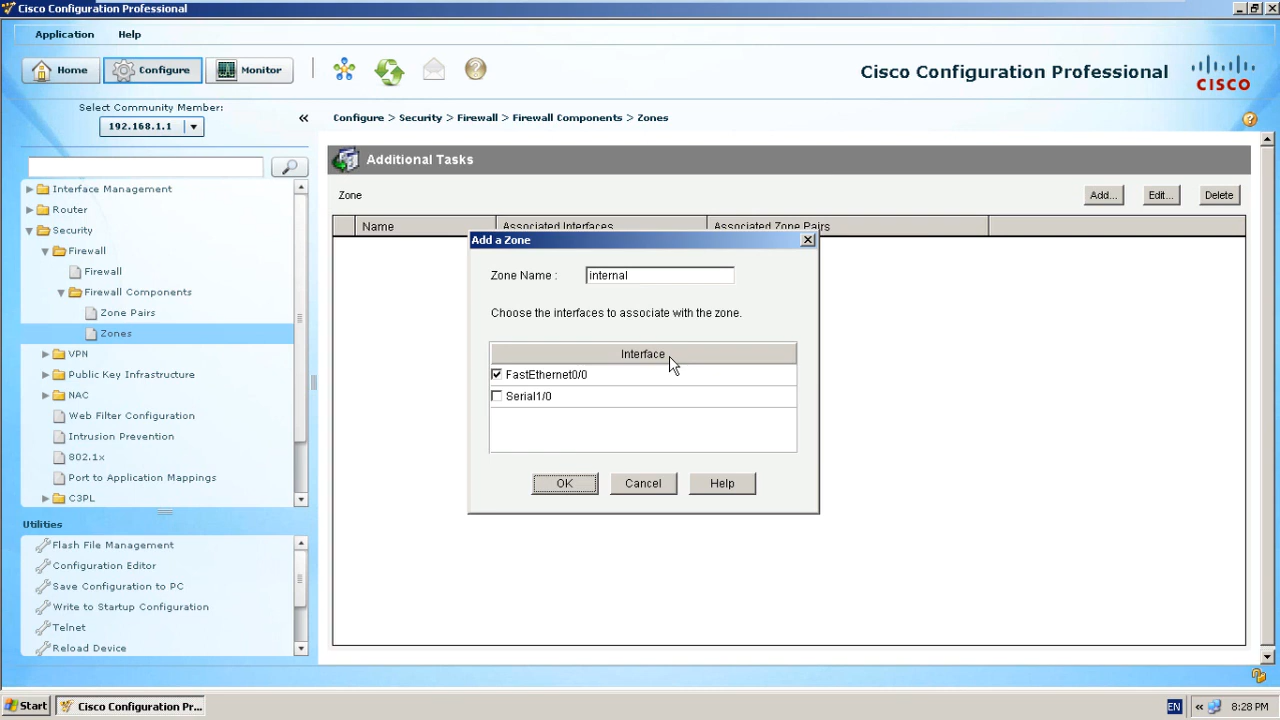 Cisco Configuration Professional
Application Help
Home Configure Monitor
Cisco Configuration Professional
CISCO
Select Community Member:
192.168.1.1
«
Configure > Security > Firewall > Firewall Components > Zones
Interface Management
Router
Security
Firewall
Firewall
Firewall Components
Zone Pairs
Zones
VPN
Public Key Infrastructure
NAC
Web Filter Configuration
Intrusion Prevention
802.1x
Port to Application Mappings
C3PL
Utilities
Flash File Management
Configuration Editor
Save Configuration to PC
Write to Startup Configuration
Telnet
Reload Device
Additional Tasks
Zone Add... Edit... Delete
Name Associated Interfaces Associated Zone Pairs
Add a Zone
Zone Name : internal
Choose the interfaces to associate with the zone.
Interface
FastEthernet0/0
Serial1/0
OK Cancel Help
Start Cisco Configuration Pr... EN « 8:28 PM